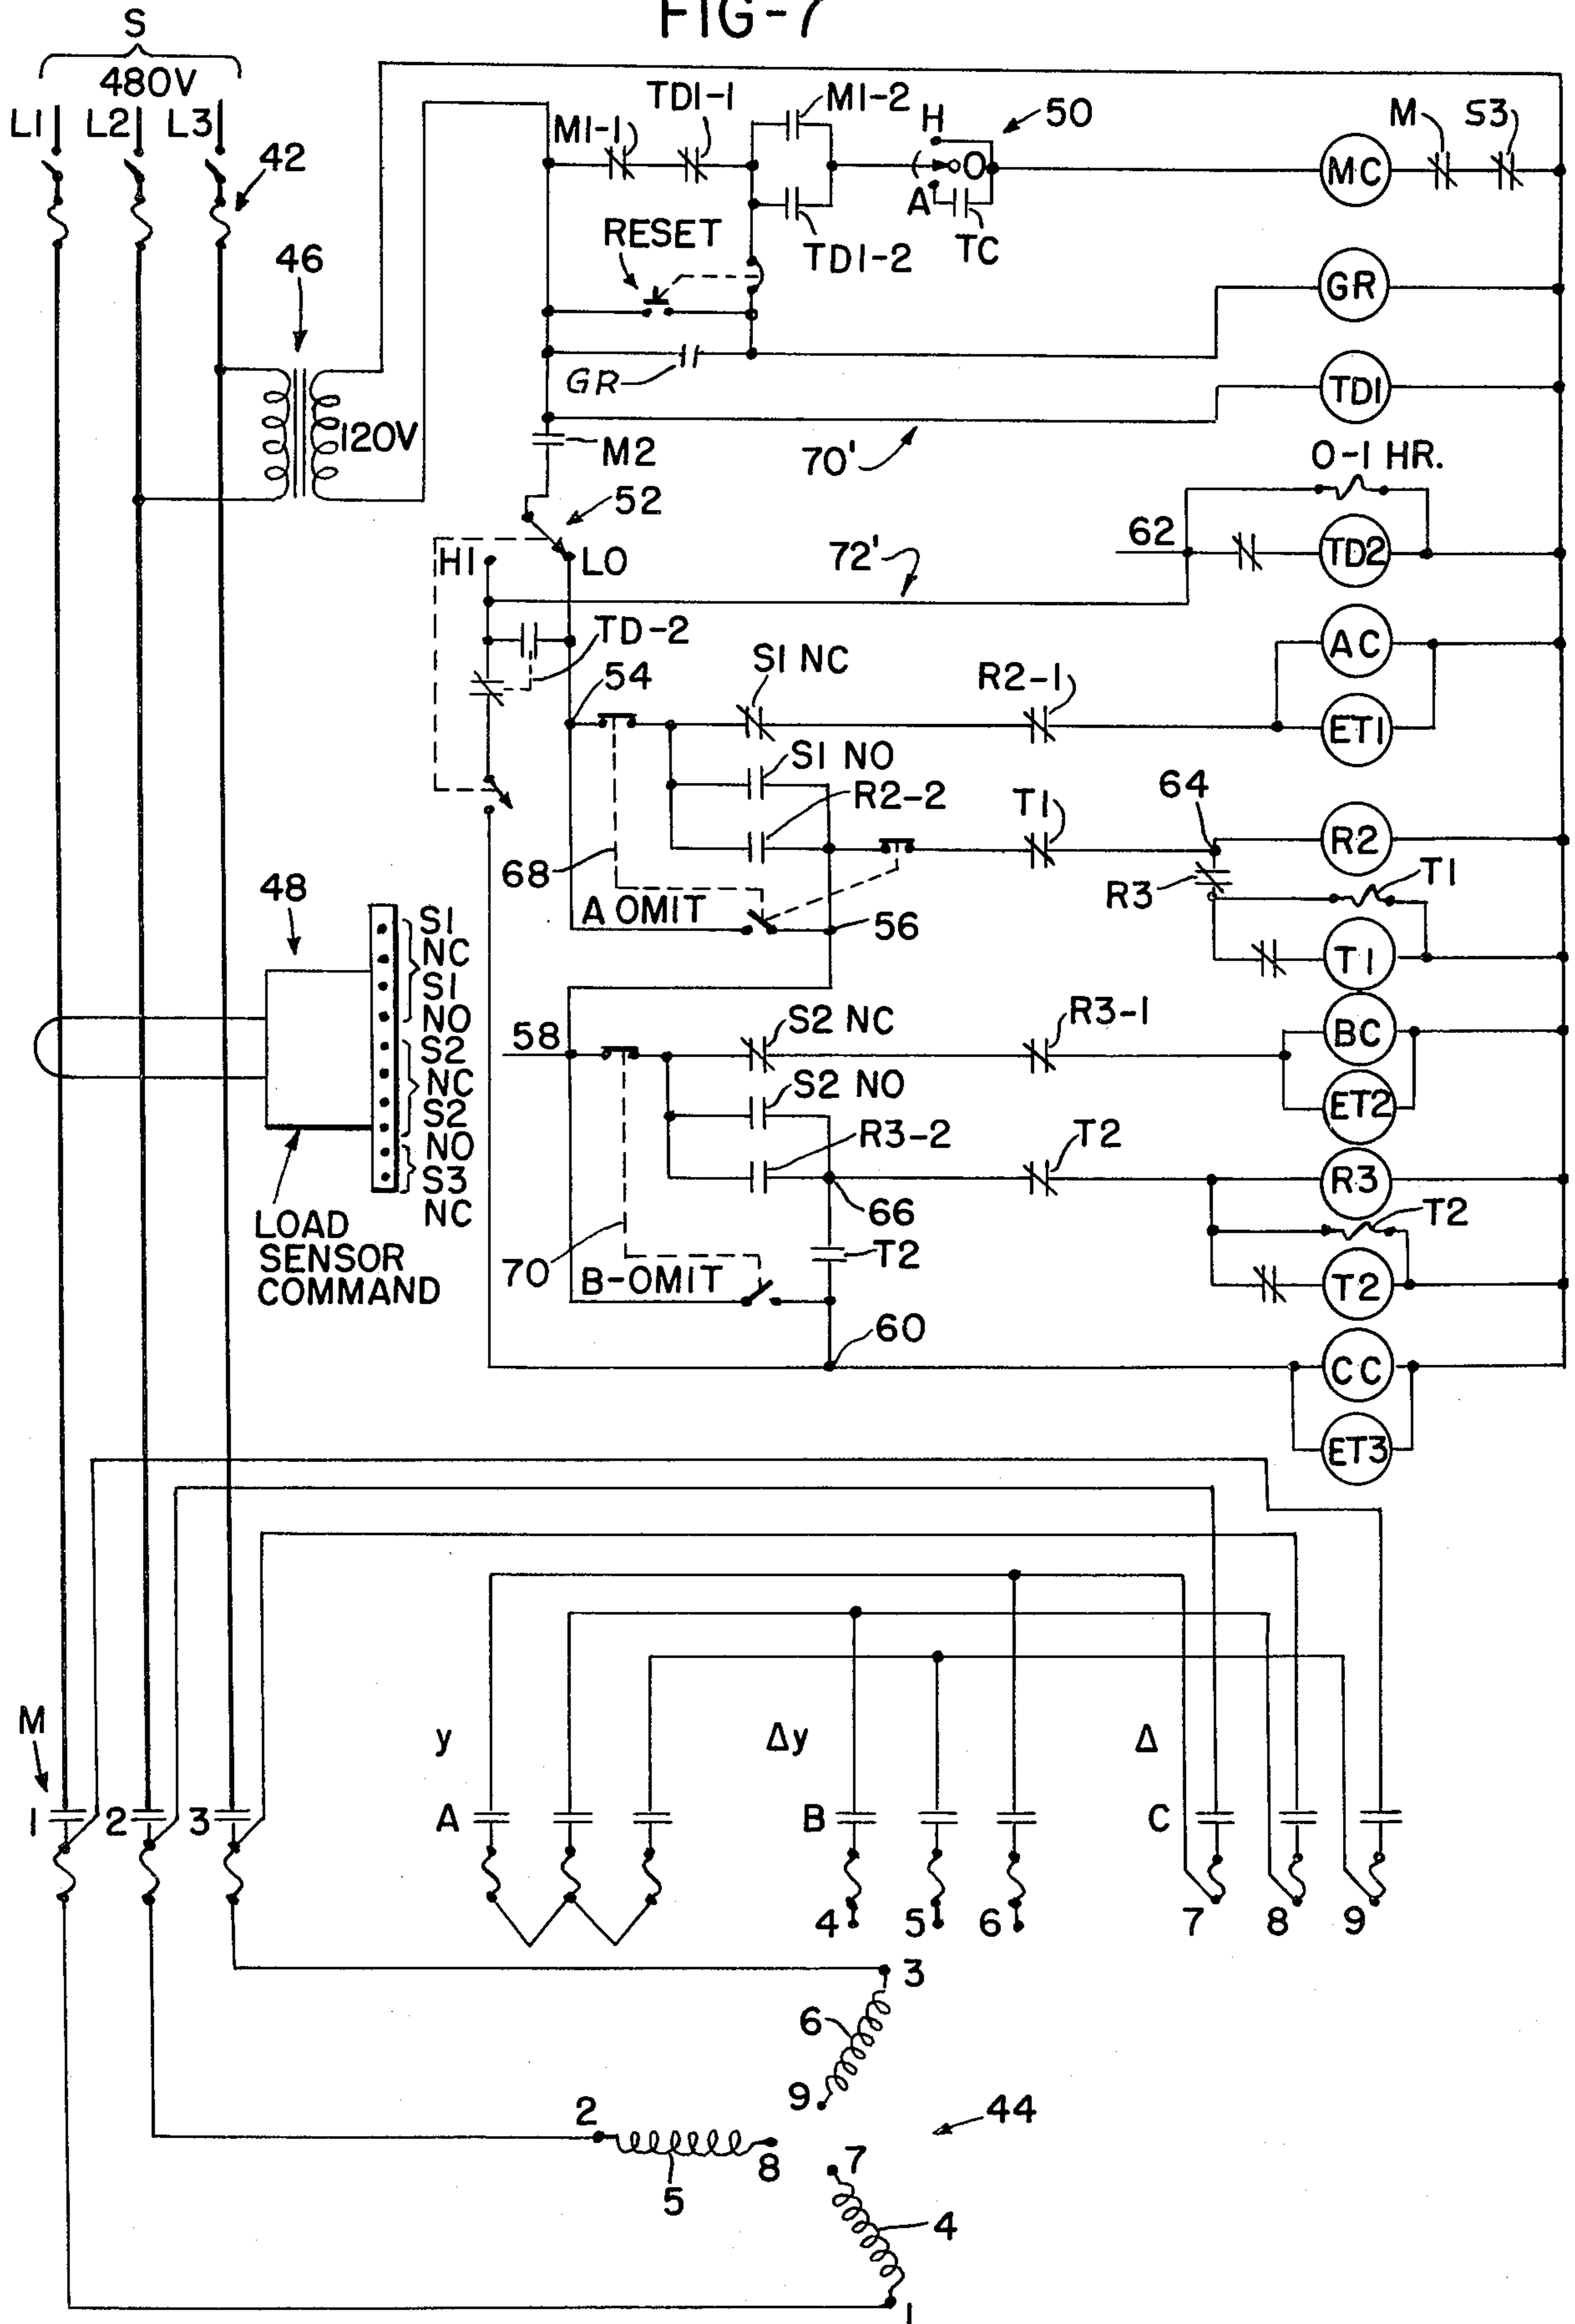 FIG-7
S
480V
L1 L2 L3
42
46
120V
M1-1
TD1-1
M1-2
H
50
O
A
TC
TD1-2
M
S3
MC
RESET
GR
GR
TD1
70'
M2
O-1 HR.
52
62
TD2
HI
LO
72'
TD-2
54
AC
S1 NC
R2-1
ET1
S1 NO
R2-2
T1
64
R2
68
R3
T1
A OMIT
56
T1
48
S1
NC
S1
NO
S2
NC
S2
NO
S3
NC
LOAD
SENSOR
COMMAND
58
S2 NC
R3-1
BC
S2 NO
ET2
R3-2
T2
R3
66
T2
T2
70
B-OMIT
T2
60
CC
ET3
M
y
Δy
Δ
1 2 3
A
B
C
4 5 6
7 8 9
3
6
9
44
2
8
5
7
4
1